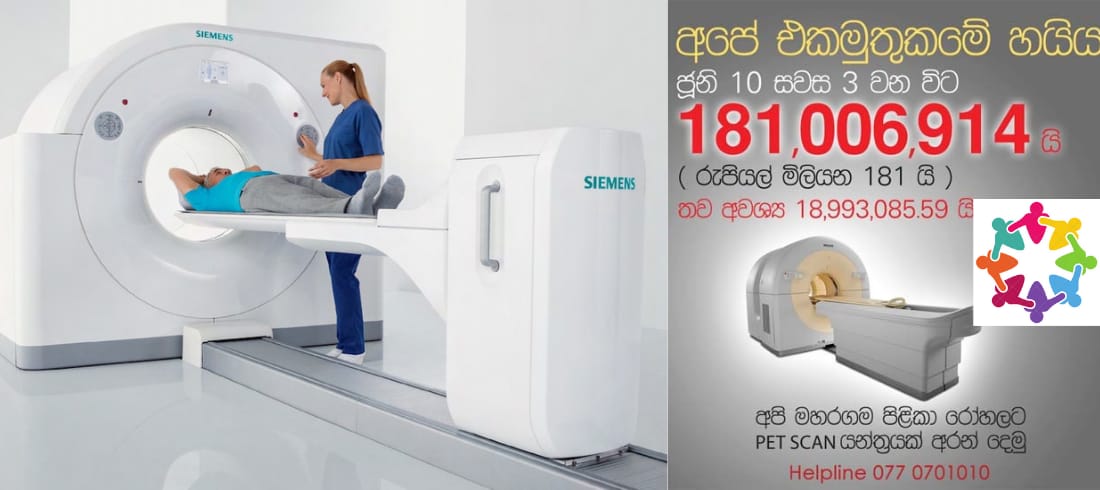 SIEMENS
SIEMENS
අපේ එකමුතුකමේ හයිය
ජූනි 10 සවස 3 වන විට
181,006,914 යි
( රුපියල් මිලියන 181 යි )
තව අවශ්‍ය 18,993,085.59 යි
අපි මහරගම පිළිකා රෝහලට
PET SCAN යන්ත්‍රයක් අරන් දෙමු
Helpline 077 0701010